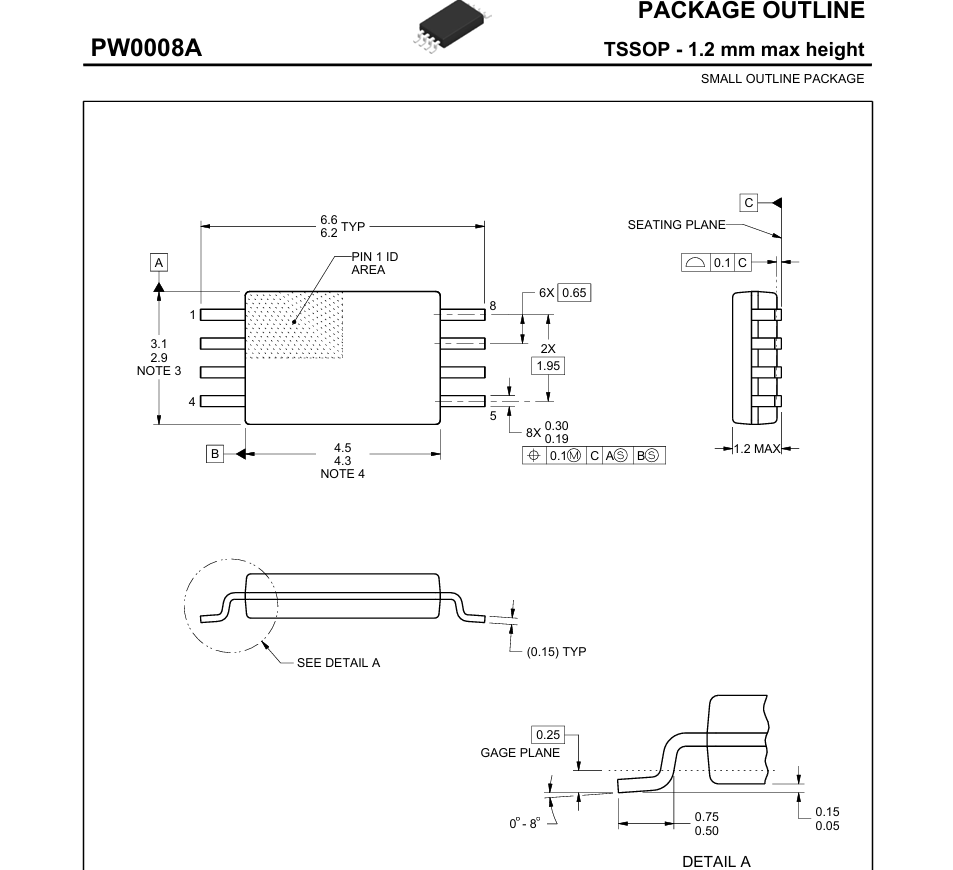 PACKAGE OUTLINE
PW0008A
TSSOP - 1.2 mm max height
SMALL OUTLINE PACKAGE
C
SEATING PLANE
6.6
6.2
TYP
0.1 C
A
PIN 1 ID
AREA
6X 0.65
1
8
2X
1.95
3.1
2.9
NOTE 3
4
5
8X 0.30
0.19
0.1Ⓜ C AⓈ BⓈ
B
4.5
4.3
NOTE 4
1.2 MAX
(0.15) TYP
SEE DETAIL A
0.25
GAGE PLANE
0° - 8°
0.75
0.50
0.15
0.05
DETAIL A